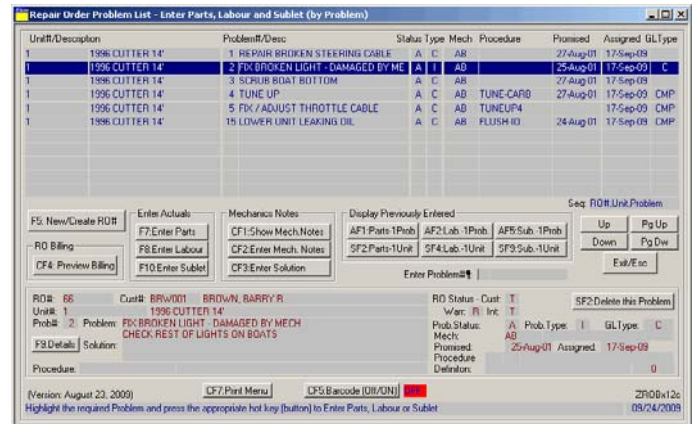 Repair Order Problem List - Enter Parts, Labour and Sublet (by Problem)
Unit#/Description Problem#/Desc Status Type Mech Procedure Promised Assigned GLType
1 1996 CUTTER 14' 1 REPAIR BROKEN STEERING CABLE A C AB 27-Aug-01 17-Sep-09
1 1996 CUTTER 14' 2 FIX BROKEN LIGHT - DAMAGED BY ME A I AB 25-Aug-01 17-Sep-09 C
1 1996 CUTTER 14' 3 SCRUB BOAT BOTTOM A C AB 27-Aug-01 17-Sep-09
1 1996 CUTTER 14' 4 TUNE UP A C AB TUNE-CARB 27-Aug-01 17-Sep-09 CMP
1 1996 CUTTER 14' 5 FIX / ADJUST THROTTLE CABLE A C AB TUNEUP4 17-Sep-09 CMP
1 1996 CUTTER 14' 15 LOWER UNIT LEAKING OIL A C AB FLUSH-IO 24-Aug-01 17-Sep-09 CMP
Seq: RO#,Unit,Problem
F5: New/Create RO# Enter Actuals Mechanics Notes Display Previously Entered
F7:Enter Parts CF1:Show Mech.Notes AF1:Parts-1Prob AF2:Lab.-1Prob. AF5:Sub.-1Prob Up Pg Up
RO Billing F8:Enter Labour CF2:Enter Mech. Notes SF2:Parts-1Unit SF4:Lab.-1Unit SF9:Sub.-1Unit Down Pg Dw
CF4: Preview Billing F10:Enter Sublet CF3:Enter Solution Enter Problem# Exit/Esc
RO#: 66 Cust#: BRW001 BROWN, BARRY R RO Status - Cust: T SF2:Delete this Problem
Unit#: 1 1996 CUTTER 14' Warr: R Int: T
Prob#: 2 Problem: FIX BROKEN LIGHT - DAMAGED BY MECH Prob.Status: A Prob.Type: I GLType: C
CHECK REST OF LIGHTS ON BOATS Mech: AB
F9:Details Solution: Promised: 25-Aug-01 Assigned: 17-Sep-09
Procedure
Procedure: Definiton: 0
(Version: August 23, 2009) CF7:Print Menu CF5:Barcode (Off/ON) OFF ZROBx12c
Highlight the required Problem and press the appropriate hot key (button) to Enter Parts, Labour or Sublet 09/24/2009